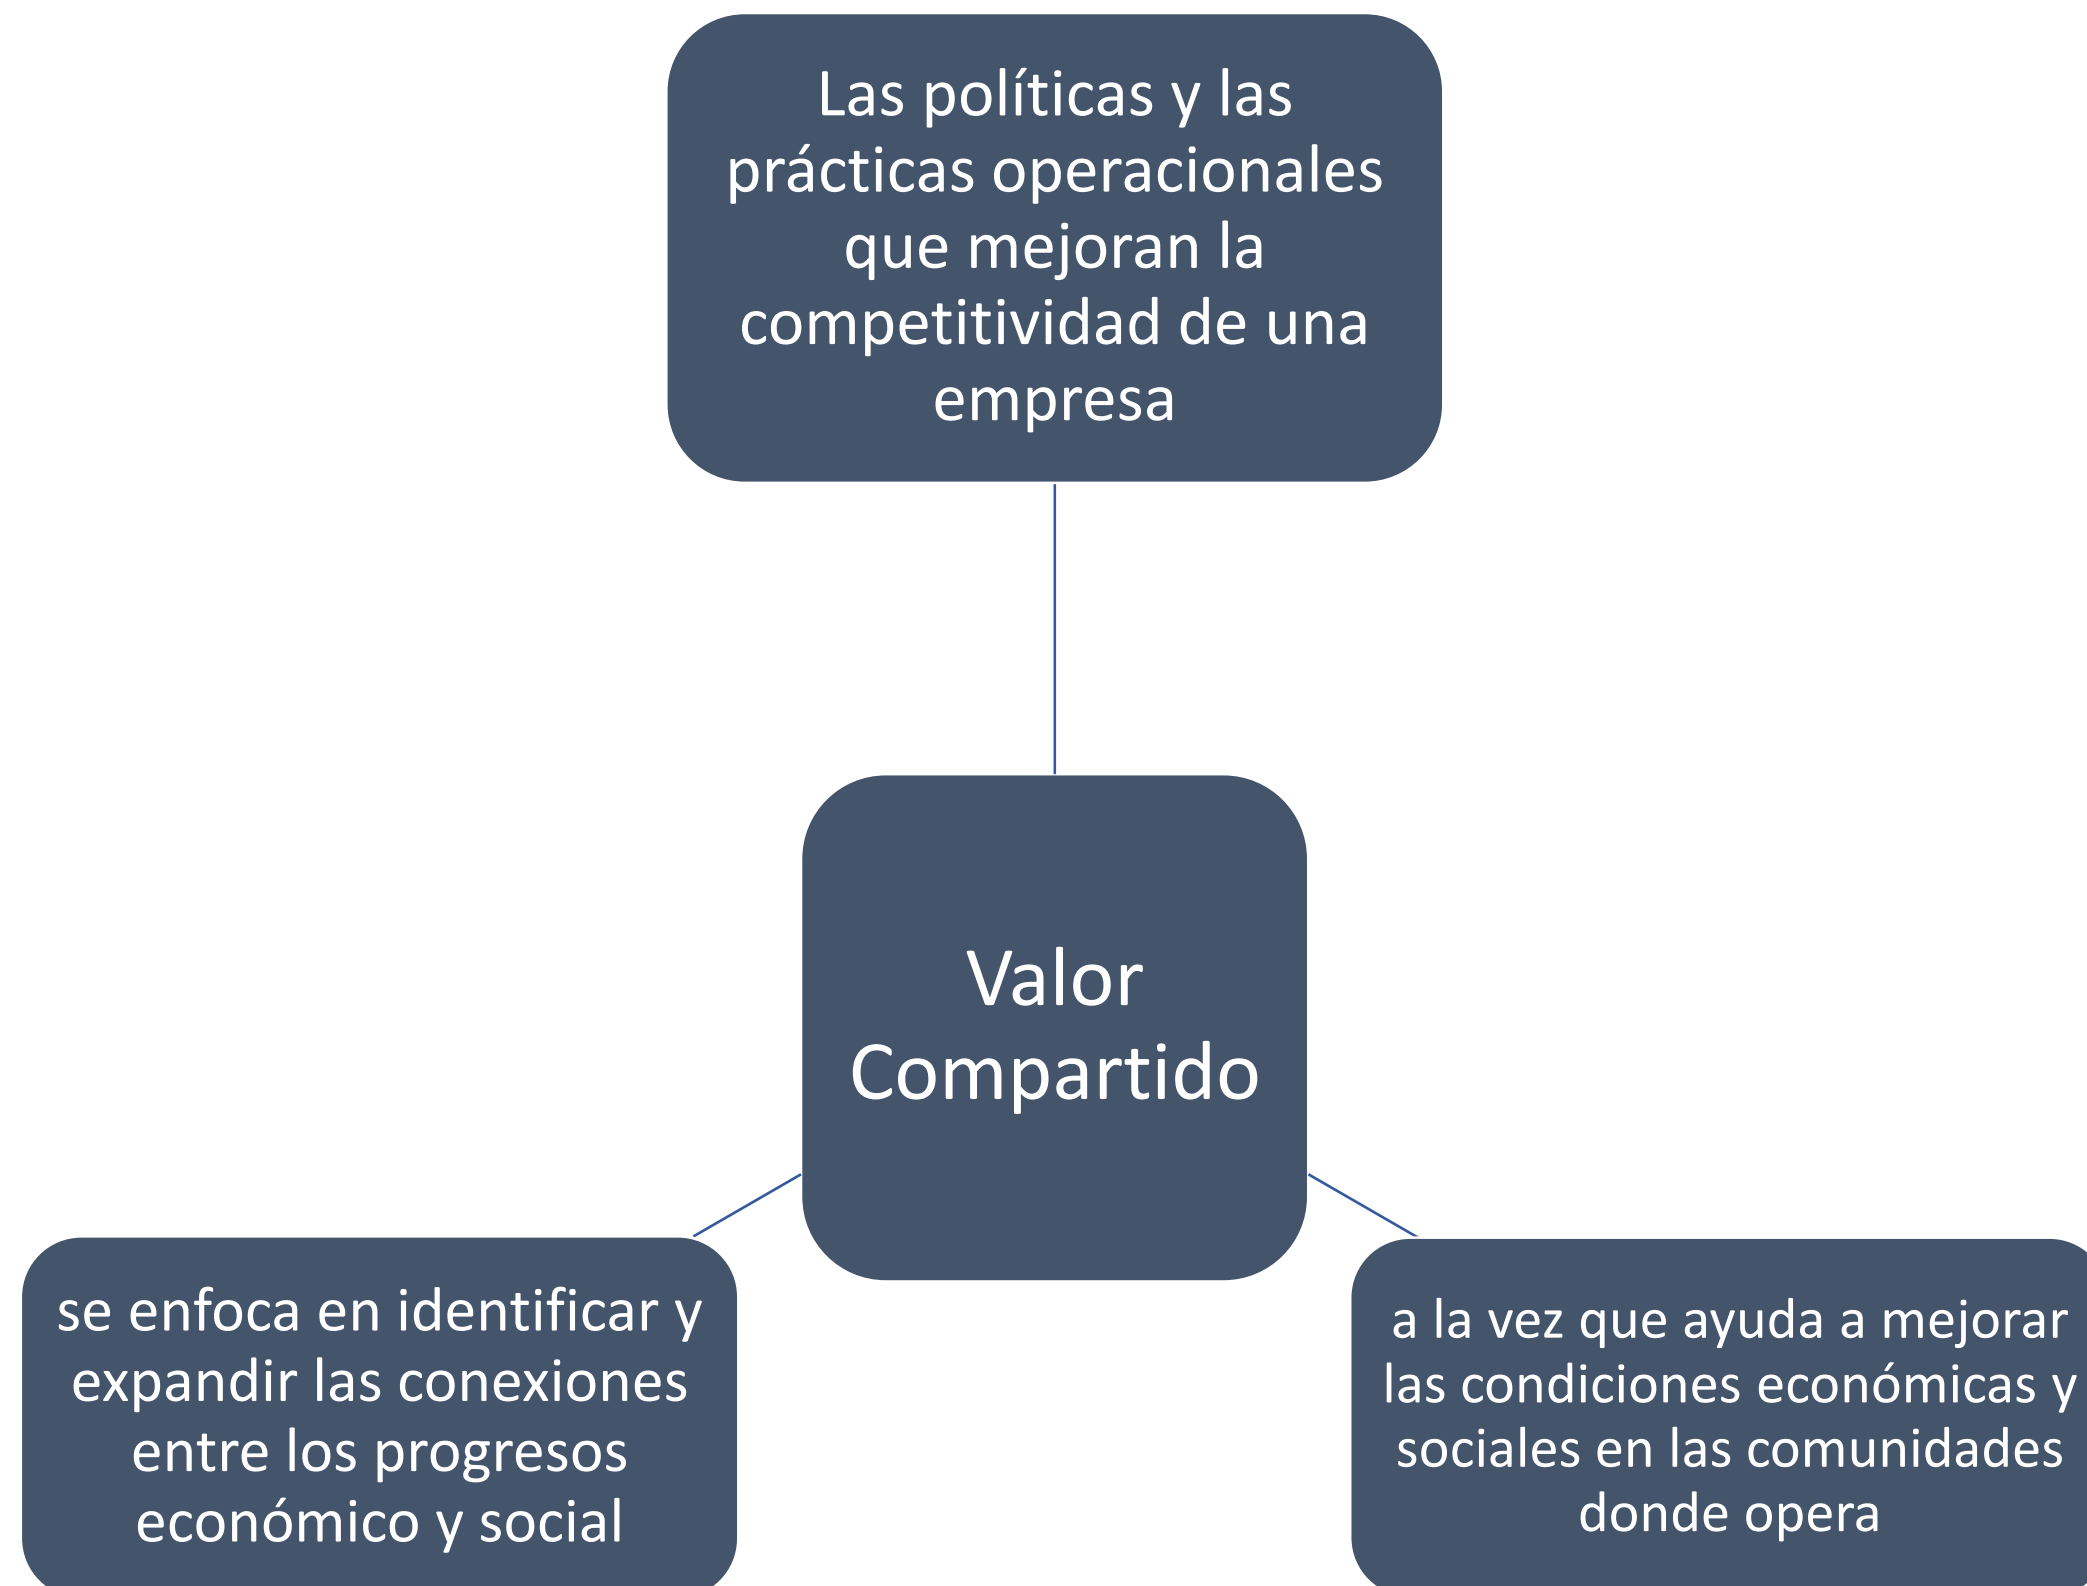 Las políticas y las
prácticas operacionales
que mejoran la
competitividad de una
empresa
Valor
Compartido
se enfoca en identificar y
expandir las conexiones
entre los progresos
económico y social
a la vez que ayuda a mejorar
las condiciones económicas y
sociales en las comunidades
donde opera